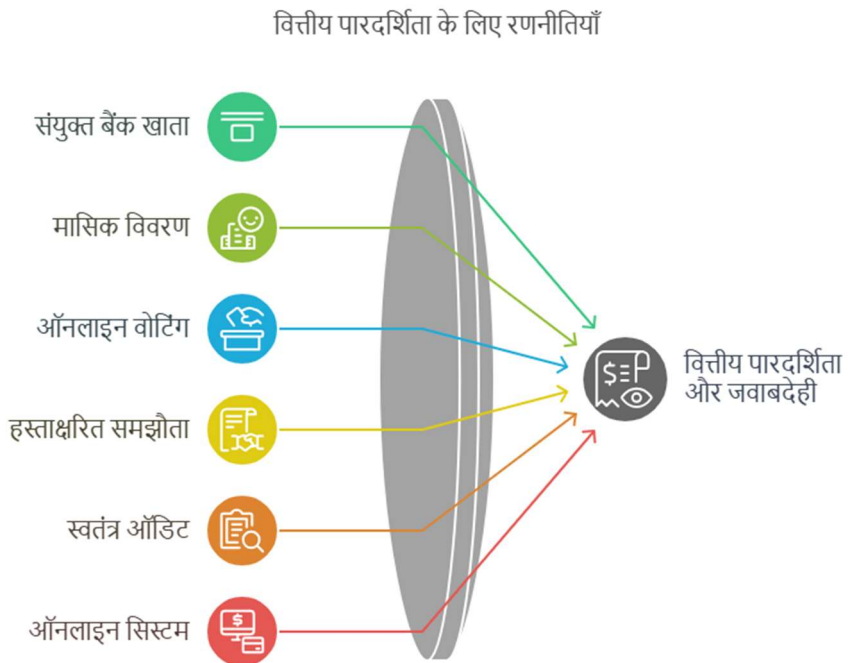 वित्तीय पारदर्शिता के लिए रणनीतियाँ
संयुक्त बैंक खाता
मासिक विवरण
ऑनलाइन वोटिंग
हस्ताक्षरित समझौता
स्वतंत्र ऑडिट
ऑनलाइन सिस्टम
वित्तीय पारदर्शिता
और जवाबदेही